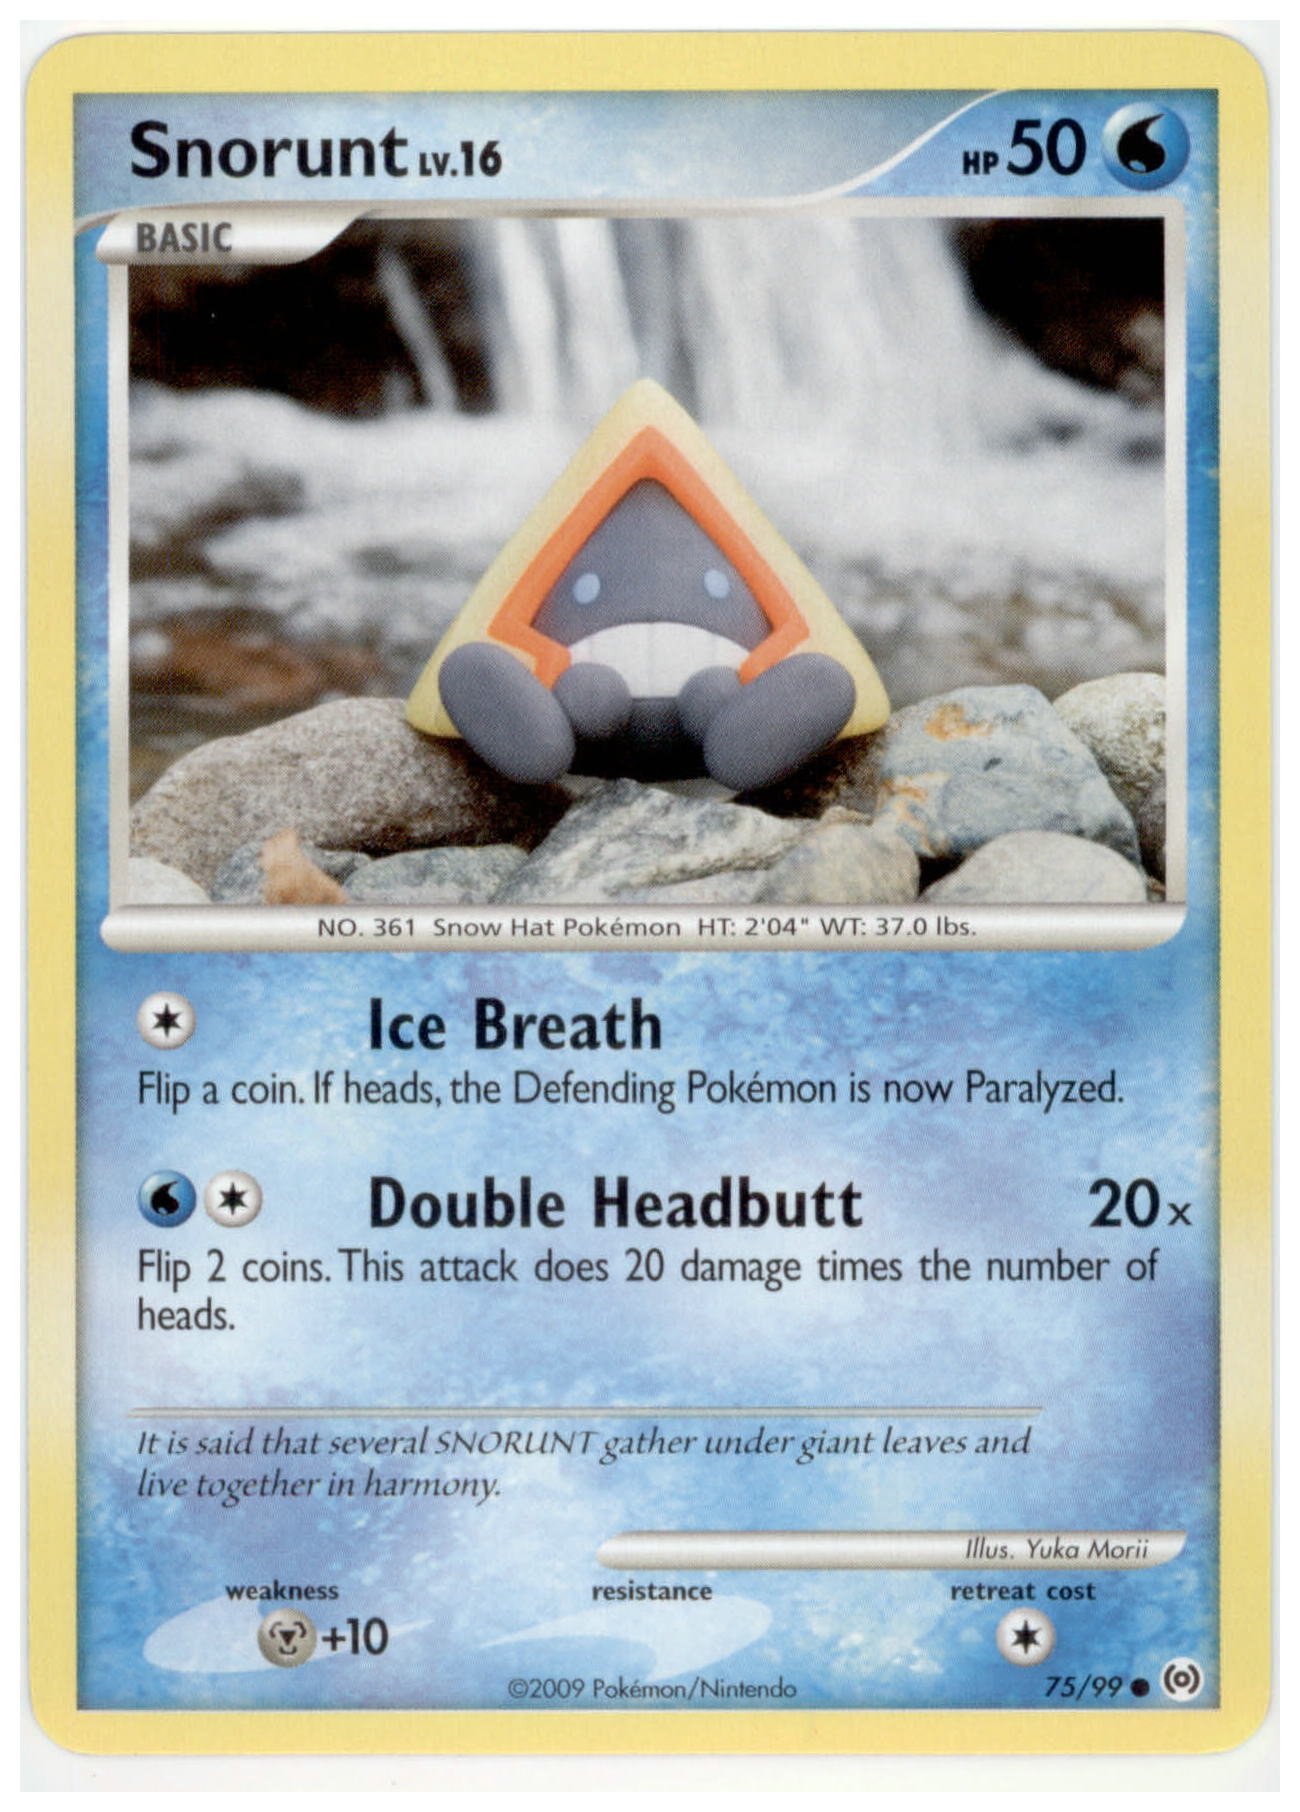 Snorunt LV.16 HP 50
BASIC
NO. 361 Snow Hat Pokémon HT: 2'04" WT: 37.0 lbs.
Ice Breath
Flip a coin. If heads, the Defending Pokémon is now Paralyzed.
Double Headbutt 20x
Flip 2 coins. This attack does 20 damage times the number of
heads.
It is said that several SNORUNT gather under giant leaves and
live together in harmony.
Illus. Yuka Morii
weakness resistance retreat cost
+10
©2009 Pokémon/Nintendo 75/99